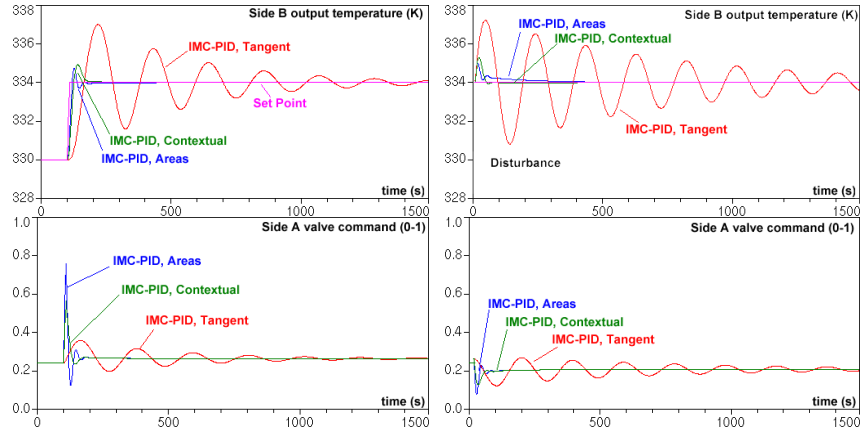 Side B output temperature (K)
338
336
334
332
330
328
IMC-PID, Tangent
Set Point
IMC-PID, Contextual
IMC-PID, Areas
time (s)
0
500
1000
1500
Side B output temperature (K)
338
336
334
332
330
328
IMC-PID, Areas
IMC-PID, Contextual
IMC-PID, Tangent
Disturbance
time (s)
0
500
1000
1500
Side A valve command (0-1)
1.0
0.8
0.6
0.4
0.2
0.0
IMC-PID, Areas
IMC-PID, Contextual
IMC-PID, Tangent
time (s)
0
500
1000
1500
Side A valve command (0-1)
1.0
0.8
0.6
0.4
0.2
0.0
IMC-PID, Areas
IMC-PID, Contextual
IMC-PID, Tangent
time (s)
0
500
1000
1500